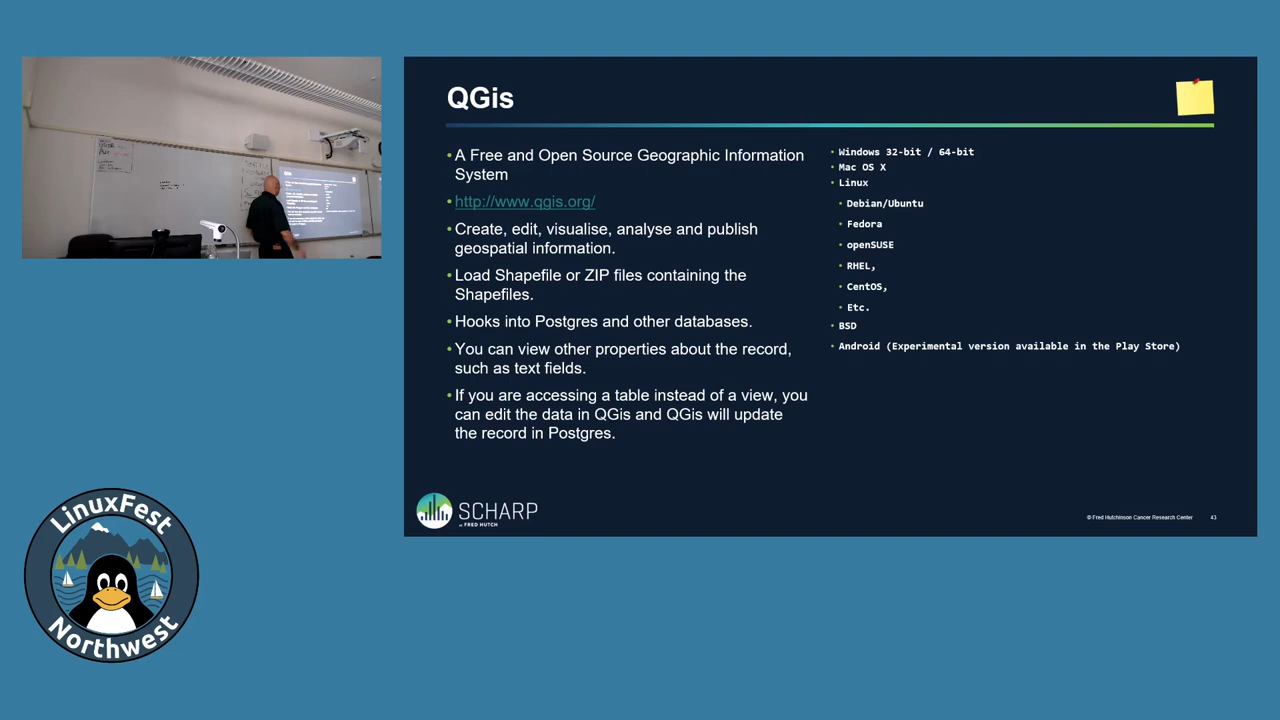 QGis
•A Free and Open Source Geographic Information
System
•http://www.qgis.org/
•Create, edit, visualise, analyse and publish
geospatial information.
•Load Shapefile or ZIP files containing the
Shapefiles.
•Hooks into Postgres and other databases.
•You can view other properties about the record,
such as text fields.
•If you are accessing a table instead of a view, you
can edit the data in QGis and QGis will update
the record in Postgres.
• Windows 32-bit / 64-bit
• Mac OS X
• Linux
• Debian/Ubuntu
• Fedora
• openSUSE
• RHEL,
• CentOS,
• Etc.
• BSD
• Android (Experimental version available in the Play Store)
SCHARP
at FRED HUTCH
© Fred Hutchinson Cancer Research Center
43
LinuxFest
Northwest